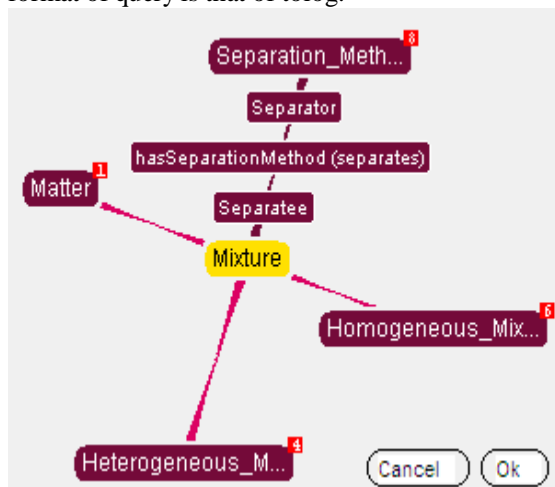 format of query is that of tolog.
8
Separation_Meth...
Separator
hasSeparationMethod (separates)
1
Matter
Separatee
Mixture
6
Homogeneous_Mix...
4
Heterogeneous_M...
Cancel
Ok